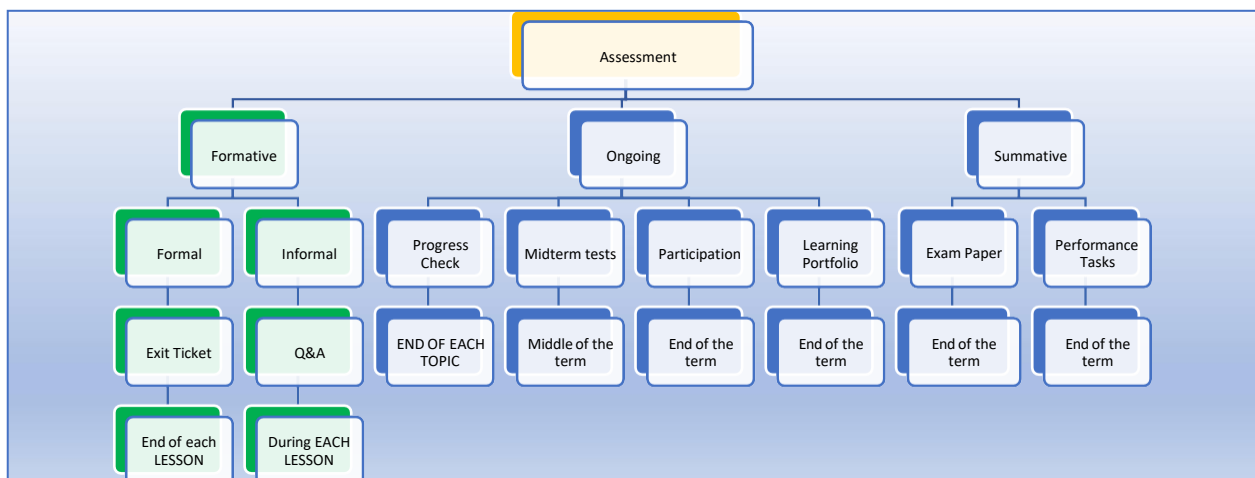 Assessment
Formative
Ongoing
Summative
Formal
Informal
Progress
Check
Midterm tests
Participation
Learning
Portfolio
Exam Paper
Performance
Tasks
Exit Ticket
Q&A
END OF EACH
TOPIC
Middle of the
term
End of the
term
End of the
term
End of the
term
End of the
term
End of each
LESSON
During EACH
LESSON